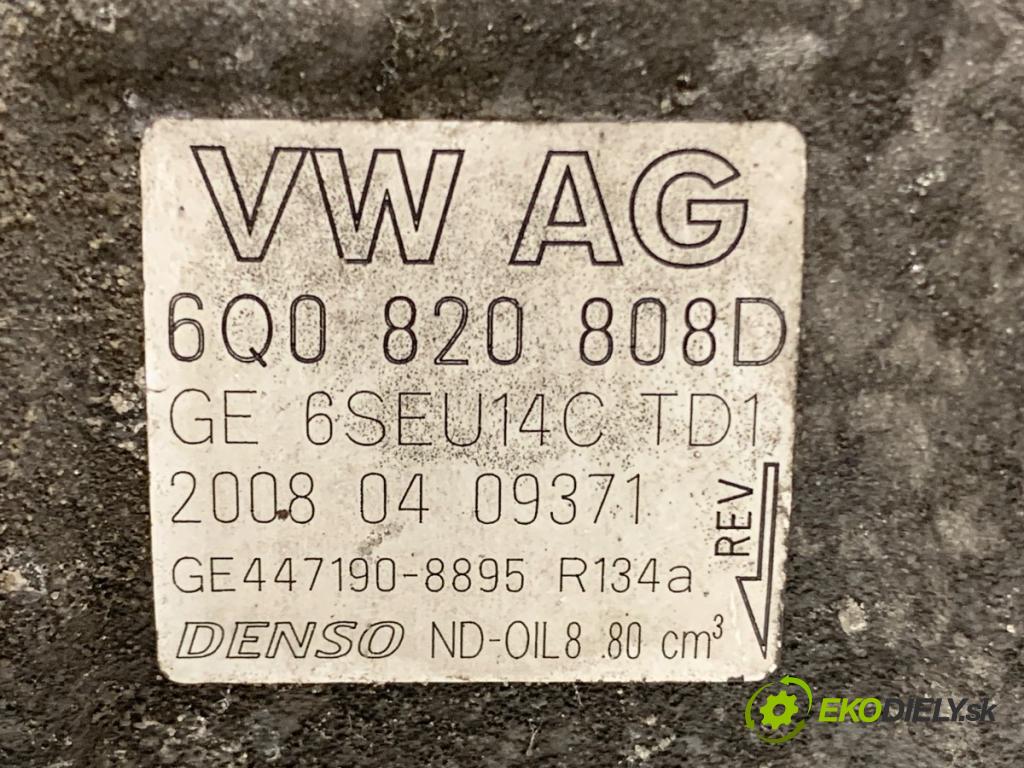 VW AG
6Q0 820 808D
GE 6SEU14C TD1
2008 04 09371
REV
GE447190-8895 R134a
DENSO ND-OIL8 .80 cm³
EKODIELY.sk